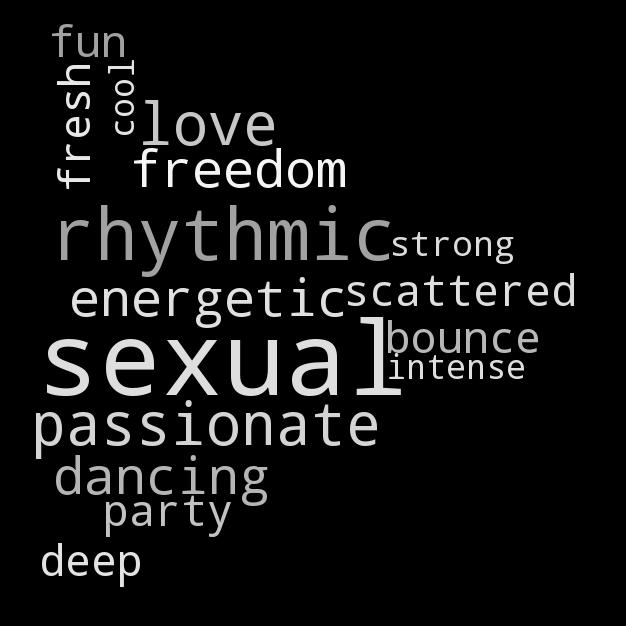 fun
cool
fresh
love
freedom
rhythmic
strong
energetic
scattered
sexual
bounce
intense
passionate
dancing
party
deep